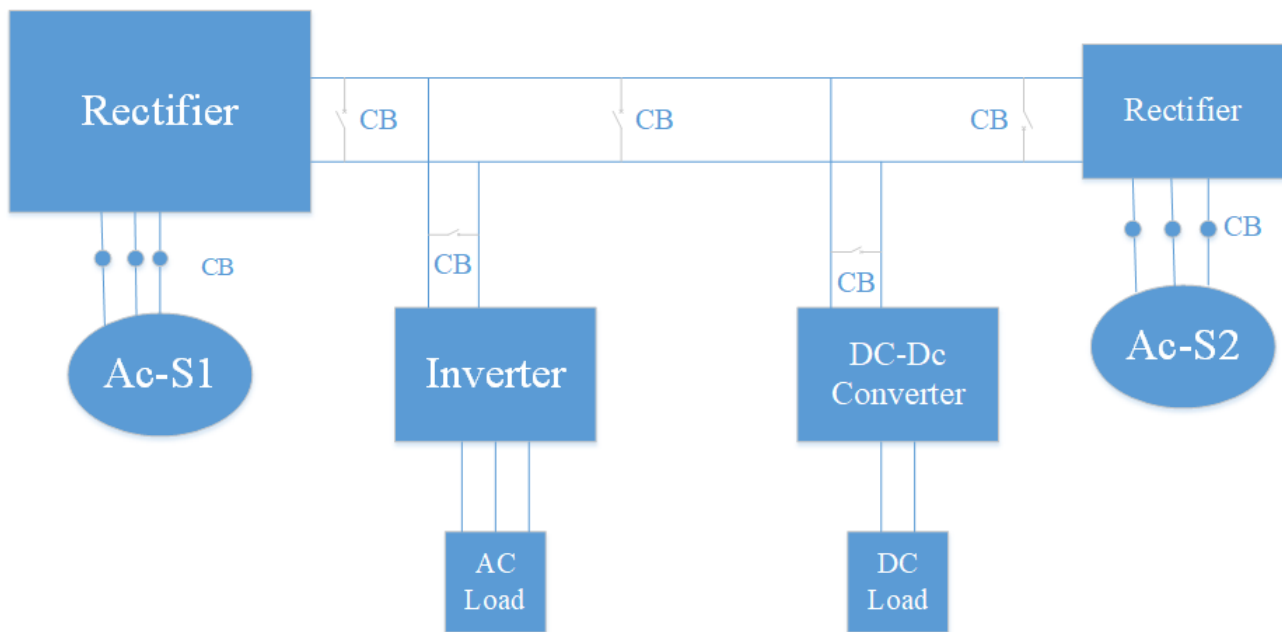 Rectifier
CB
CB
CB
Rectifier
CB
CB
CB
CB
Ac-S1
Inverter
DC-Dc
Converter
Ac-S2
AC
Load
DC
Load